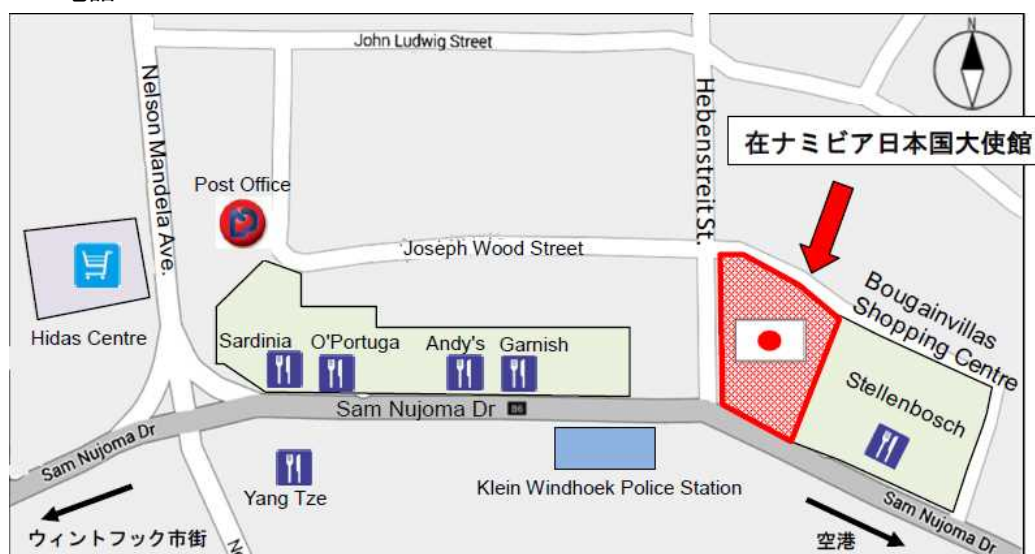 John Ludwig Street
N
Nelson Mandela Ave.
Hebenstreit St.
在ナミビア日本国大使館
Post Office
Joseph Wood Street
Bougainvillas
Shopping Centre
Hidas Centre
Sardinia
O'Portuga
Andy's
Garnish
Stellenbosch
Sam Nujoma Dr
B6
Sam Nujoma Dr
Yang Tze
Klein Windhoek Police Station
Sam Nujoma Dr
ウィントフック市街
空港